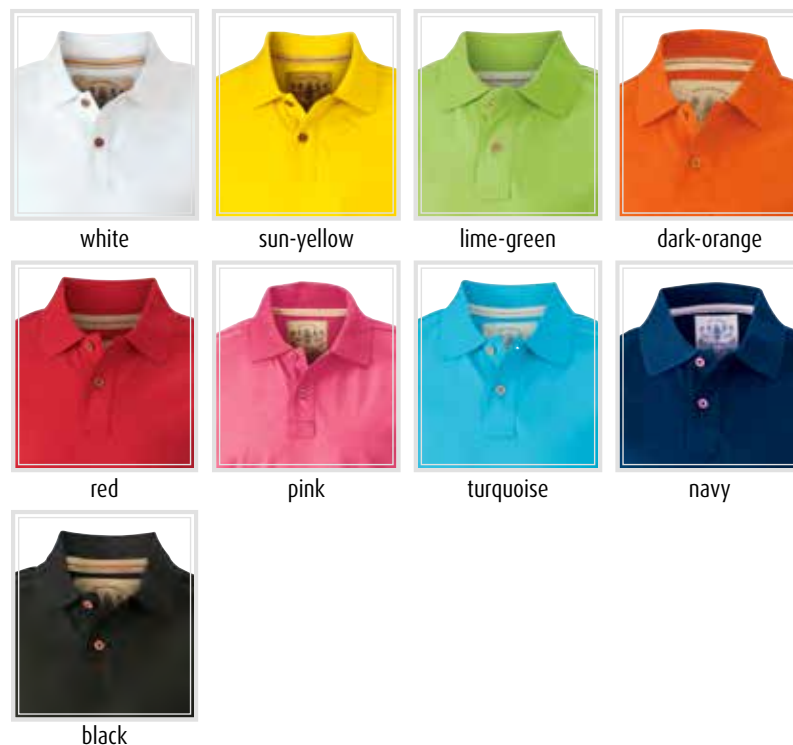 white
sun-yellow
lime-green
dark-orange
red
pink
turquoise
navy
black